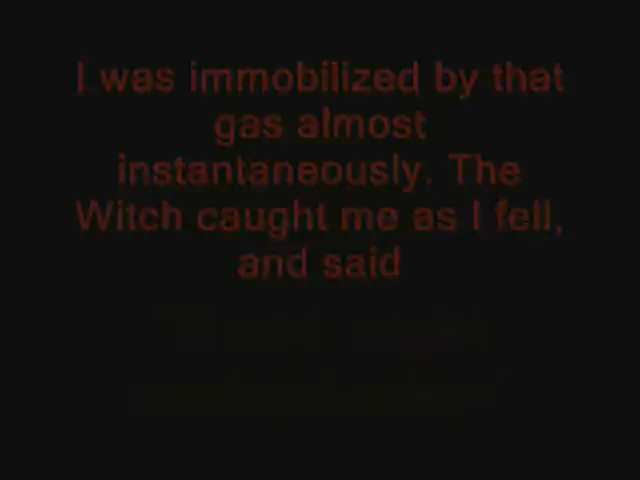 I was immobilized by that
gas almost
instantaneously. The
Witch caught me as I fell,
and said